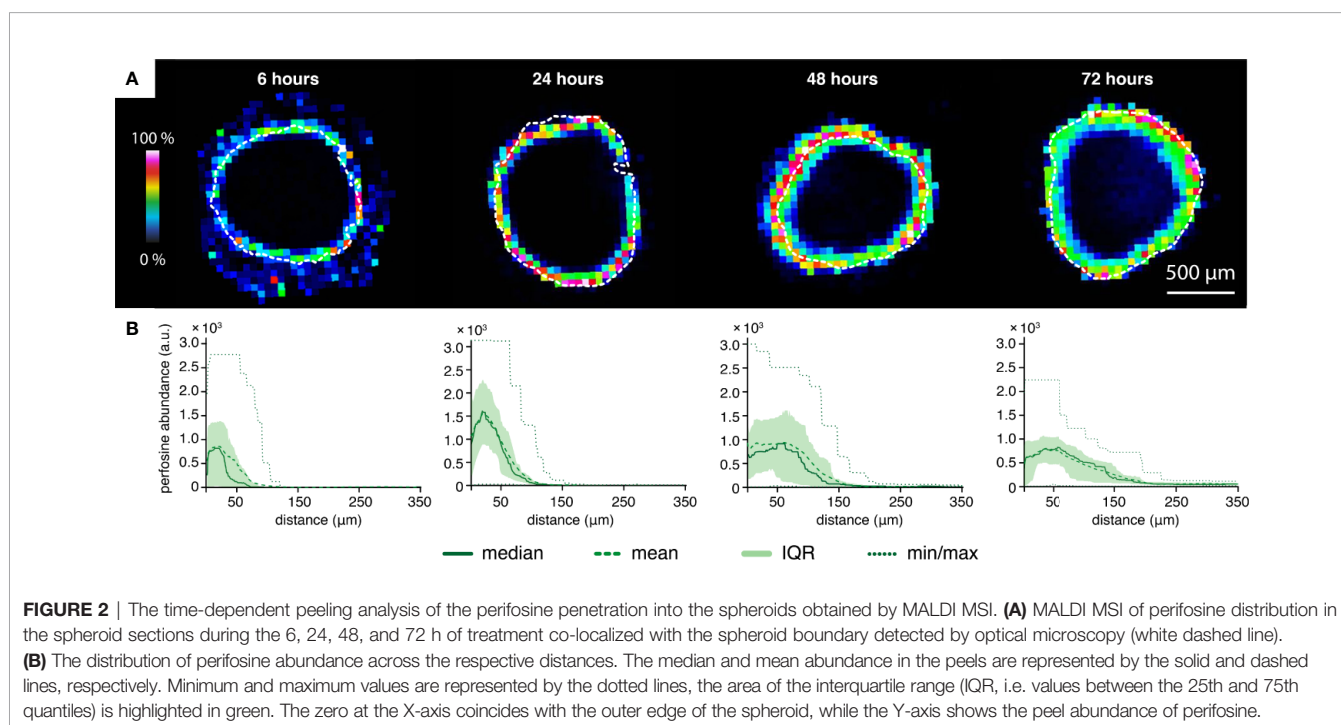 A
6 hours
24 hours
48 hours
72 hours
100 %
0 %
500 µm
B
perifosine abundance (a.u.)
× 10³
3.0
2.5
2.0
1.5
1.0
0.5
0
50
150
250
350
distance (µm)
× 10³
3.0
2.5
2.0
1.5
1.0
0.5
0
50
150
250
350
distance (µm)
× 10³
3.0
2.5
2.0
1.5
1.0
0.5
0
50
150
250
350
distance (µm)
× 10³
3.0
2.5
2.0
1.5
1.0
0.5
0
50
150
250
350
distance (µm)
median
mean
IQR
min/max
FIGURE 2 | The time-dependent peeling analysis of the perifosine penetration into the spheroids obtained by MALDI MSI. (A) MALDI MSI of perifosine distribution in
the spheroid sections during the 6, 24, 48, and 72 h of treatment co-localized with the spheroid boundary detected by optical microscopy (white dashed line).
(B) The distribution of perifosine abundance across the respective distances. The median and mean abundance in the peels are represented by the solid and dashed
lines, respectively. Minimum and maximum values are represented by the dotted lines, the area of the interquartile range (IQR, i.e. values between the 25th and 75th
quantiles) is highlighted in green. The zero at the X-axis coincides with the outer edge of the spheroid, while the Y-axis shows the peel abundance of perifosine.